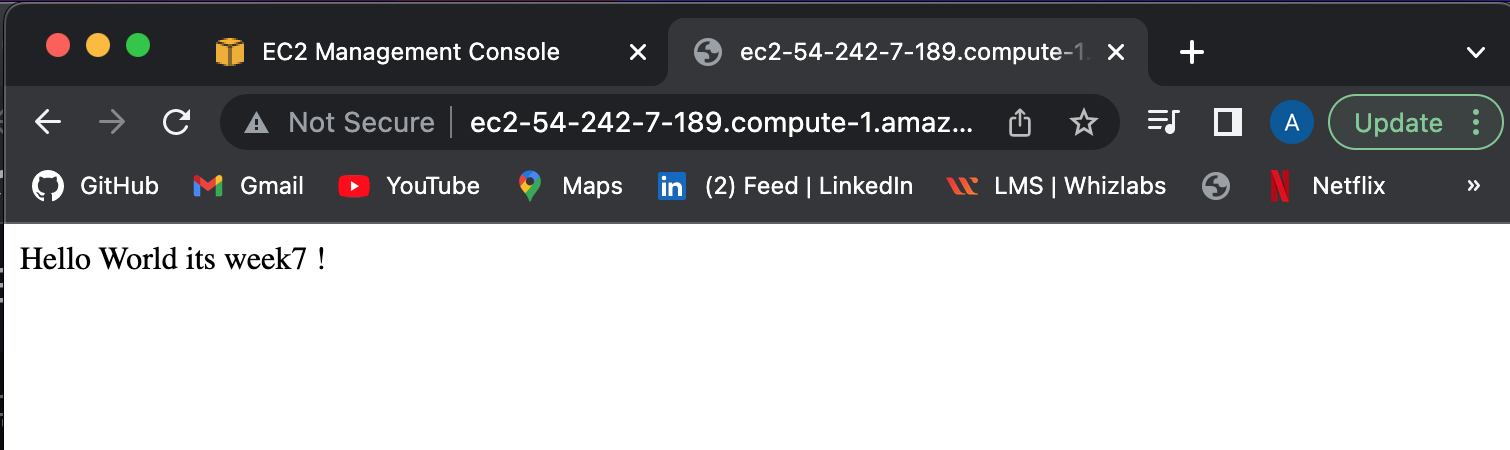 EC2 Management Console
ec2-54-242-7-189.compute-1.
Not Secure ec2-54-242-7-189.compute-1.amaz... A Update
GitHub Gmail YouTube Maps in (2) Feed | LinkedIn LMS | Whizlabs Netflix »
Hello World its week7 !